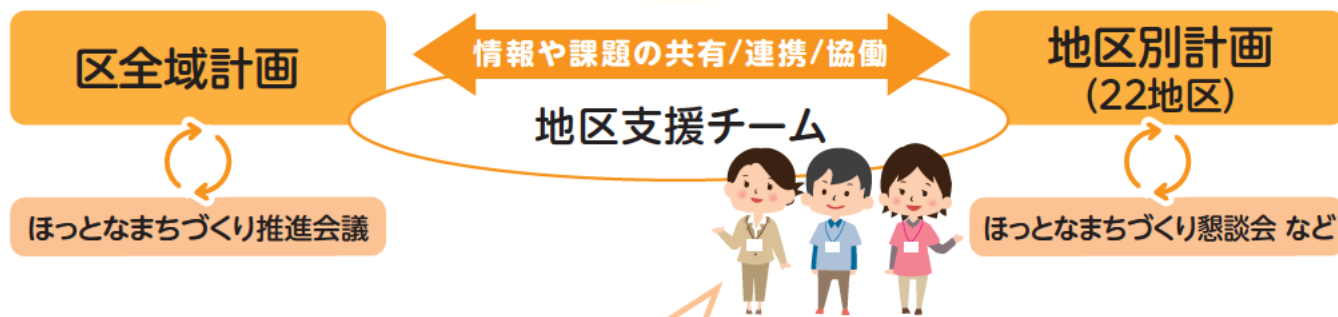 区全域計画
情報や課題の共有/連携/協働
地区別計画
(22地区)
地区支援チーム
ほっとなまちづくり推進会議
ほっとなまちづくり懇談会 など